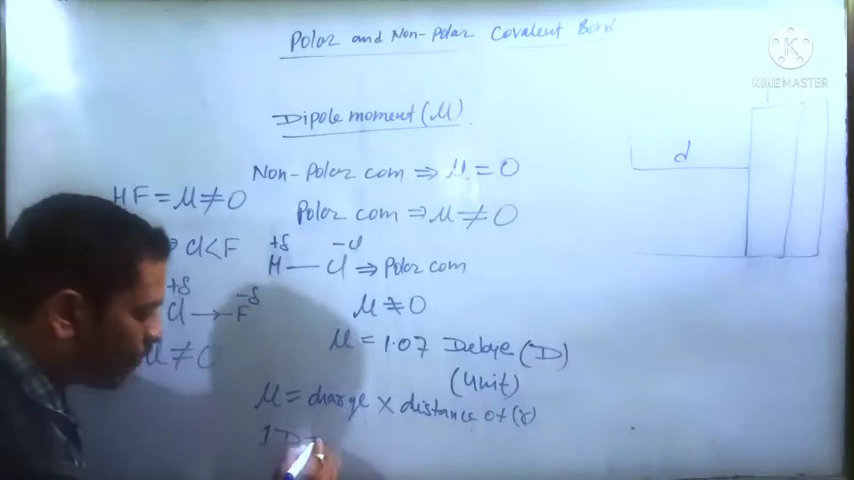 Polar and Non-Polar Covalent Bond
KINEMASTER
Dipole moment (μ)
Non-Polar com ⇒ μ = 0
HF = μ ≠ 0
Polar com ⇒ μ ≠ 0
d
Cl < F
+δ
H — Cl ⇒ Polar com
+δ -δ
Cl → F
μ ≠ 0
μ ≠ 0
μ = 1.07 Debye (D)
(Unit)
μ = charge × distance of (r)
1 D =